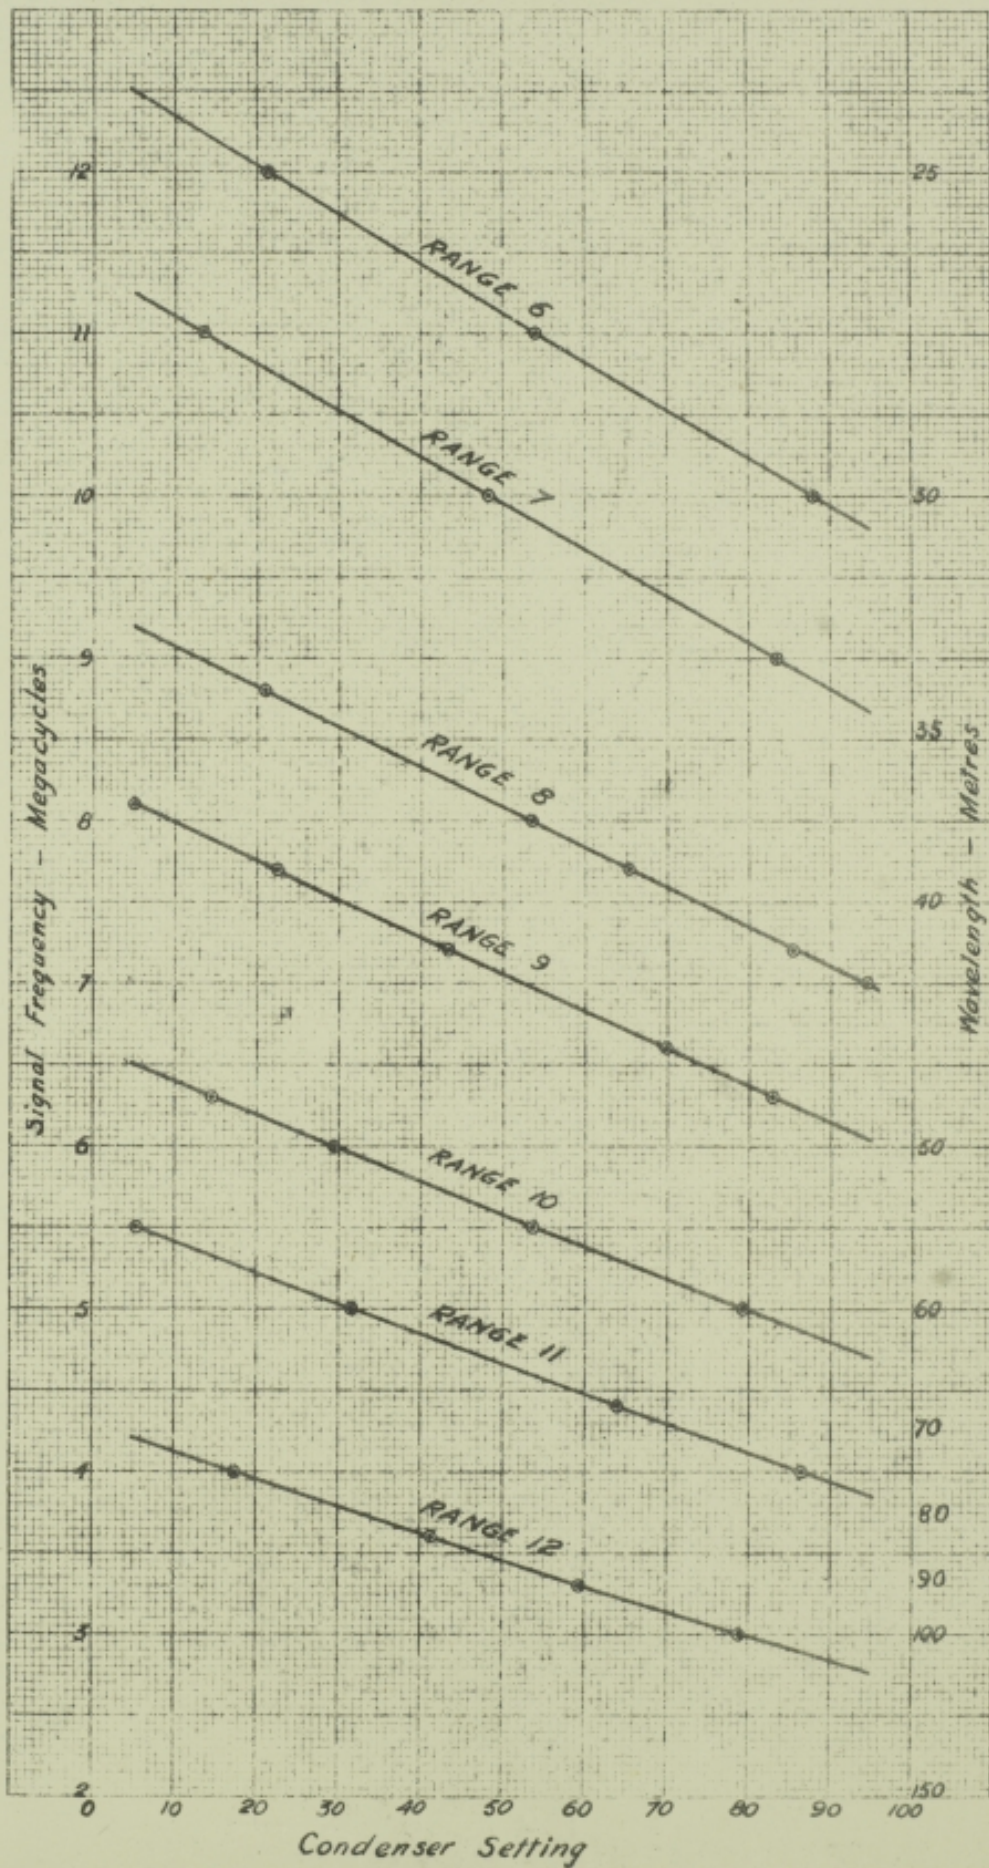 12
11
10
9
8
7
6
5
4
3
2
Signal Frequency - Megacycles
RANGE 6
RANGE 7
RANGE 8
RANGE 9
RANGE 10
RANGE 11
RANGE 12
25
30
35
40
50
60
70
80
90
100
150
Wavelength - Metres
0 10 20 30 40 50 60 70 80 90 100
Condenser Setting